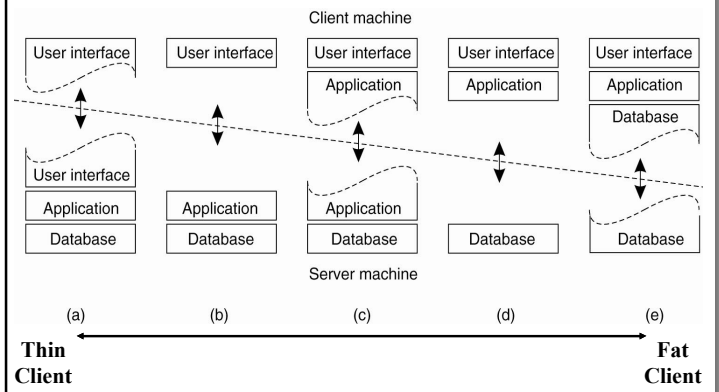 Client machine
User interface User interface User interface User interface User interface
Application Application Application
Database
User interface
Application Application Application
Database Database Database Database Database
Server machine
(a) (b) (c) (d) (e)
Thin Client
Fat Client